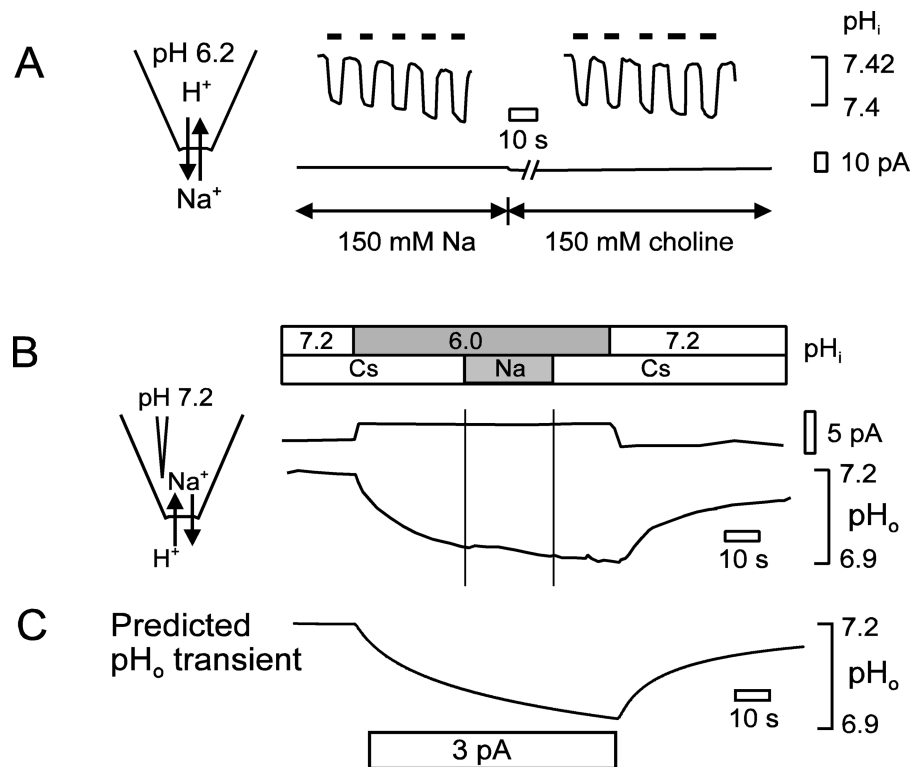 A
pH 6.2
H⁺
Na⁺
10 s
pHᵢ
7.42
7.4
10 pA
150 mM Na
150 mM choline
B
7.2 6.0 7.2
Cs Na Cs
pHᵢ
pH 7.2
Na⁺
H⁺
5 pA
7.2
pHₒ
6.9
10 s
C
Predicted
pHₒ transient
7.2
pHₒ
6.9
10 s
3 pA